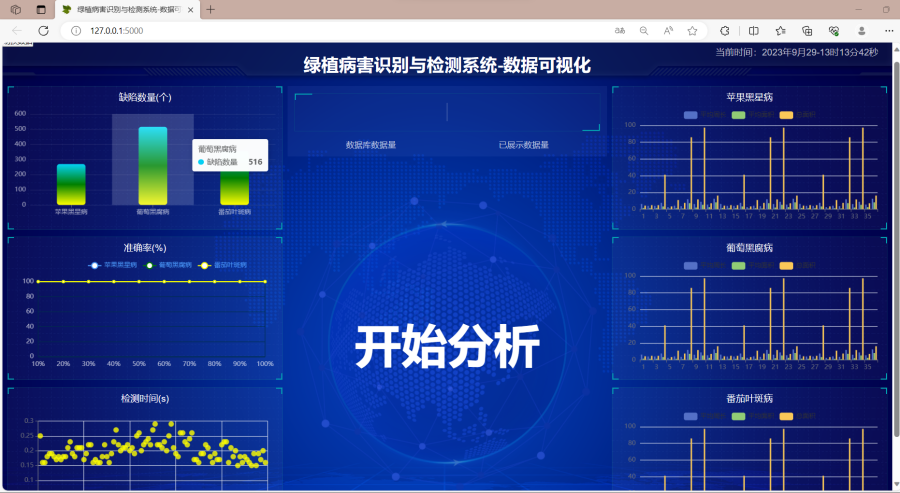 绿植病害识别与检测系统-数据可
127.0.0.1:5000
当前时间：2023年9月29-13时13分42秒
绿植病害识别与检测系统-数据可视化
缺陷数量(个)
600
500
400
300
200
100
0
苹果黑星病 葡萄黑腐病 番茄叶斑病
葡萄黑腐病
缺陷数量 516
准确率(%)
苹果黑星病 葡萄黑腐病 番茄叶斑病
100
80
60
40
20
0
10% 20% 30% 40% 50% 60% 70% 80% 90% 100%
检测时间(s)
0.3
0.25
0.2
0.15
0.1
数据库数据量 已展示数据量
开始分析
苹果黑星病
100
80
60
40
20
0
1 3 5 7 9 11 13 15 17 19 21 23 25 27 29 31 33 35
葡萄黑腐病
100
80
60
40
20
0
1 3 5 7 9 11 13 15 17 19 21 23 25 27 29 31 33 35
番茄叶斑病
100
80
60
40
20